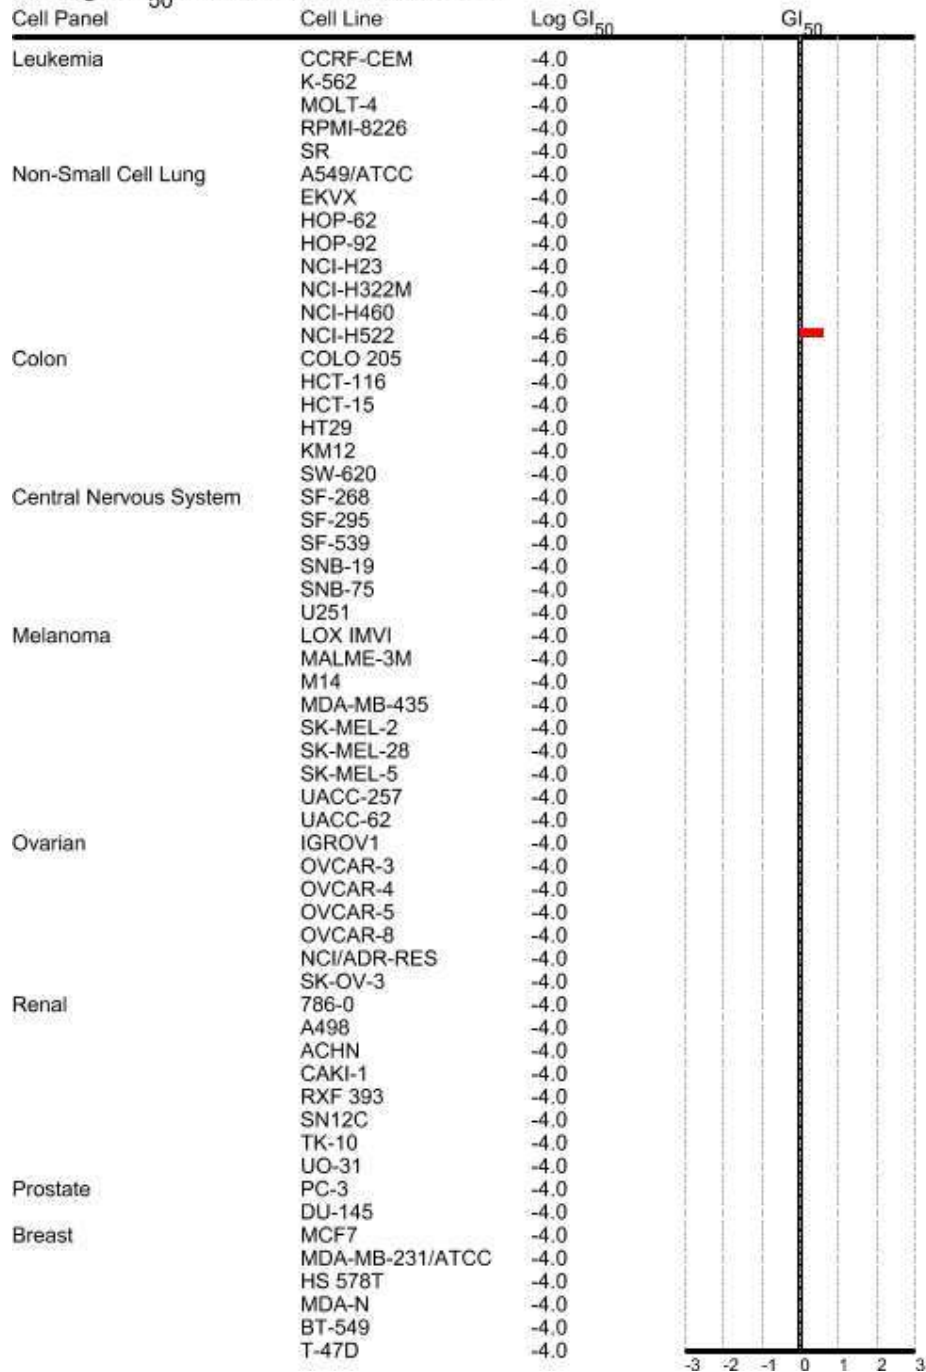 50
Cell Panel Cell Line Log GI50 GI50
Leukemia CCRF-CEM -4.0
K-562 -4.0
MOLT-4 -4.0
RPMI-8226 -4.0
SR -4.0
Non-Small Cell Lung A549/ATCC -4.0
EKVX -4.0
HOP-62 -4.0
HOP-92 -4.0
NCI-H23 -4.0
NCI-H322M -4.0
NCI-H460 -4.0
NCI-H522 -4.6
Colon COLO 205 -4.0
HCT-116 -4.0
HCT-15 -4.0
HT29 -4.0
KM12 -4.0
SW-620 -4.0
Central Nervous System SF-268 -4.0
SF-295 -4.0
SF-539 -4.0
SNB-19 -4.0
SNB-75 -4.0
U251 -4.0
Melanoma LOX IMVI -4.0
MALME-3M -4.0
M14 -4.0
MDA-MB-435 -4.0
SK-MEL-2 -4.0
SK-MEL-28 -4.0
SK-MEL-5 -4.0
UACC-257 -4.0
UACC-62 -4.0
Ovarian IGROV1 -4.0
OVCAR-3 -4.0
OVCAR-4 -4.0
OVCAR-5 -4.0
OVCAR-8 -4.0
NCI/ADR-RES -4.0
SK-OV-3 -4.0
Renal 786-0 -4.0
A498 -4.0
ACHN -4.0
CAKI-1 -4.0
RXF 393 -4.0
SN12C -4.0
TK-10 -4.0
UO-31 -4.0
Prostate PC-3 -4.0
DU-145 -4.0
Breast MCF7 -4.0
MDA-MB-231/ATCC -4.0
HS 578T -4.0
MDA-N -4.0
BT-549 -4.0
T-47D -4.0
-3 -2 -1 0 1 2 3